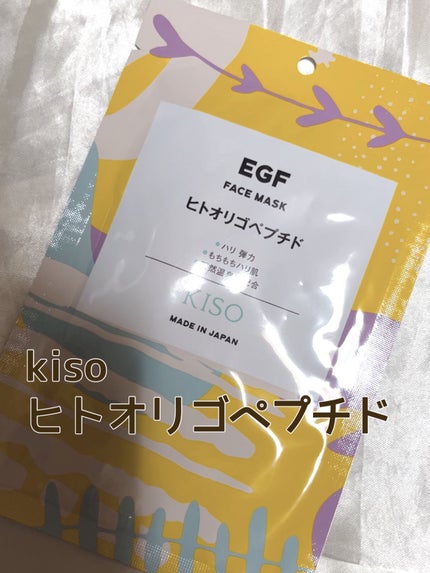 EGF
FACE MASK
ヒトオリゴペプチド
ハリ 弾力
もちもちハリ肌
KISO
MADE IN JAPAN
kiso
ヒトオリゴペプチド